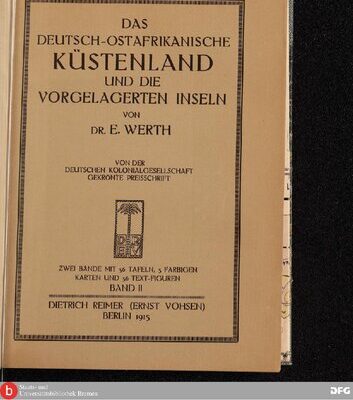 DAS
DEUTSCH-OSTAFRIKANISCHE
KÜSTENLAND
UND DIE
VORGELAGERTEN INSELN
VON
DR. E. WERTH
VON DER
DEUTSCHEN KOLONIALGESELLSCHAFT
GEKRÖNTE PREISSCHRIFT
ZWEI BÄNDE MIT 56 TAFELN, 5 FARBIGEN
KARTEN UND 56 TEXT-FIGUREN
BAND II
DIETRICH REIMER (ERNST VOHSEN)
BERLIN 1915
b Staats- und
Universitätsbibliothek Bremen
DFG